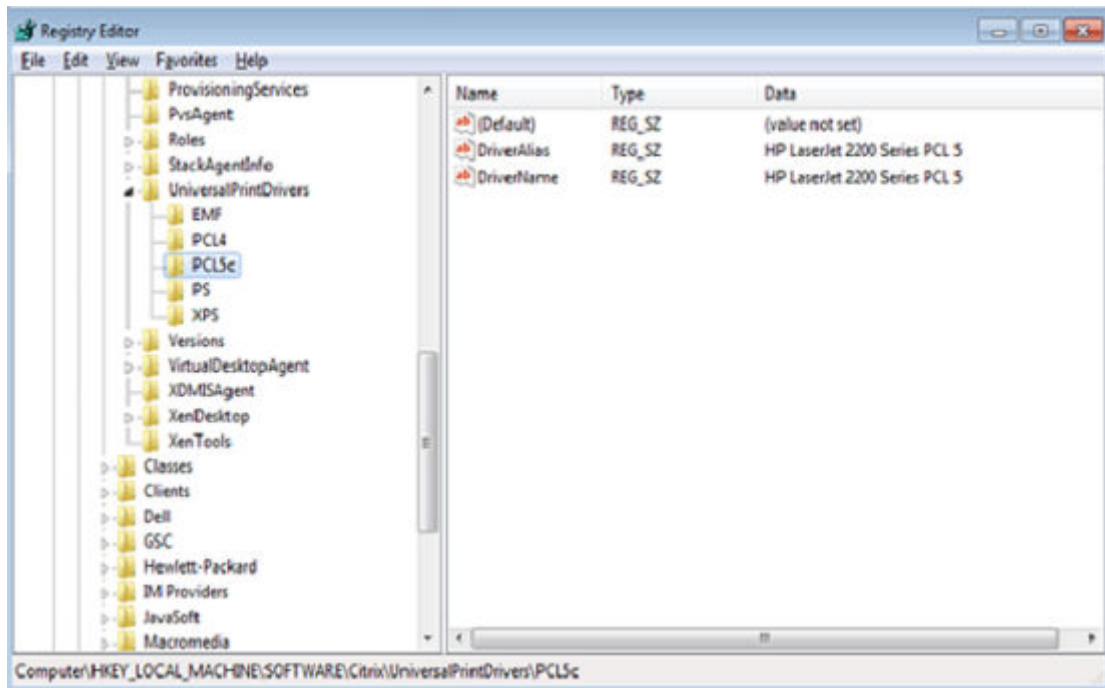 Registry Editor
File Edit View Favorites Help
ProvisioningServices
PvsAgent
Roles
StackAgentInfo
UniversalPrintDrivers
EMF
PCL4
PCL5c
PS
XPS
Versions
VirtualDesktopAgent
XDMISAgent
XenDesktop
XenTools
Classes
Clients
Dell
GSC
Hewlett-Packard
IM Providers
JavaSoft
Macromedia
Name Type Data
ab (Default) REG_SZ (value not set)
ab DriverAlias REG_SZ HP LaserJet 2200 Series PCL 5
ab DriverName REG_SZ HP LaserJet 2200 Series PCL 5
Computer\HKEY_LOCAL_MACHINE\SOFTWARE\Citrix\UniversalPrintDrivers\PCL5c